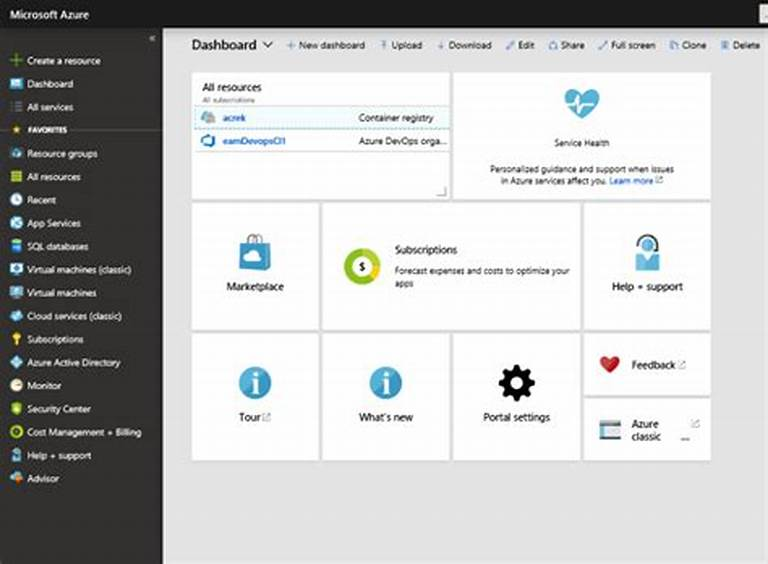 Microsoft Azure
«
Create a resource
Dashboard
All services
FAVORITES
Resource groups
All resources
Recent
App Services
SQL databases
Virtual machines (classic)
Virtual machines
Cloud services (classic)
Subscriptions
Azure Active Directory
Monitor
Security Center
Cost Management + Billing
Help + support
Advisor
Dashboard New dashboard Upload Download Edit Share Full screen Clone Delete
All resources
All subscriptions
acrek Container registry
eamDevopsCI1 Azure DevOps orga...
Service Health
Personalized guidance and support when issues
in Azure services affect you. Learn more
Marketplace
Subscriptions
Forecast expenses and costs to optimize your
apps
Help + support
Tour
What's new
Portal settings
Feedback
Azure
classic ...